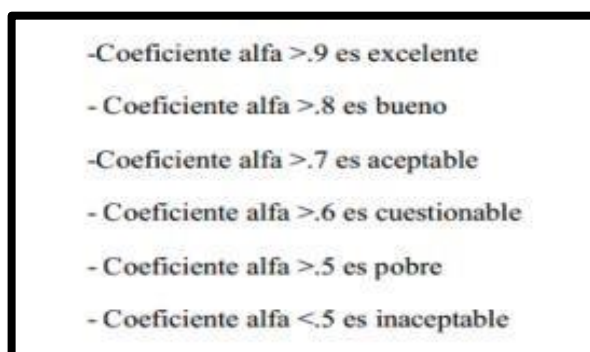 -Coeficiente alfa >.9 es excelente
- Coeficiente alfa >.8 es bueno
-Coeficiente alfa >.7 es aceptable
- Coeficiente alfa >.6 es cuestionable
- Coeficiente alfa >.5 es pobre
- Coeficiente alfa <.5 es inaceptable